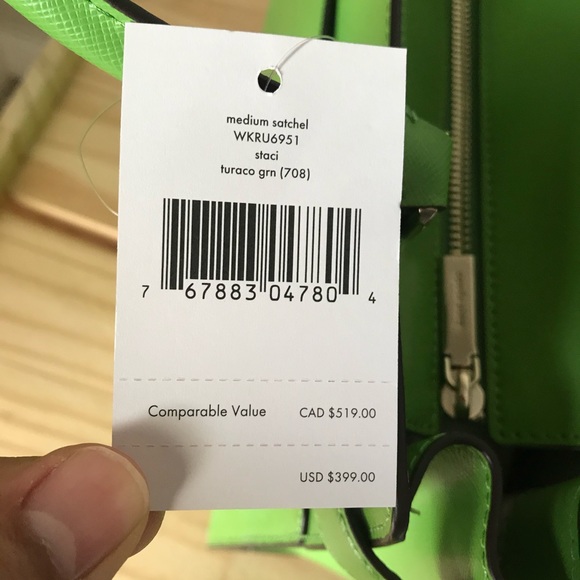 medium satchel
WKRU6951
staci
turaco grn (708)
7 67883 04780 4
Comparable Value CAD $519.00
USD $399.00